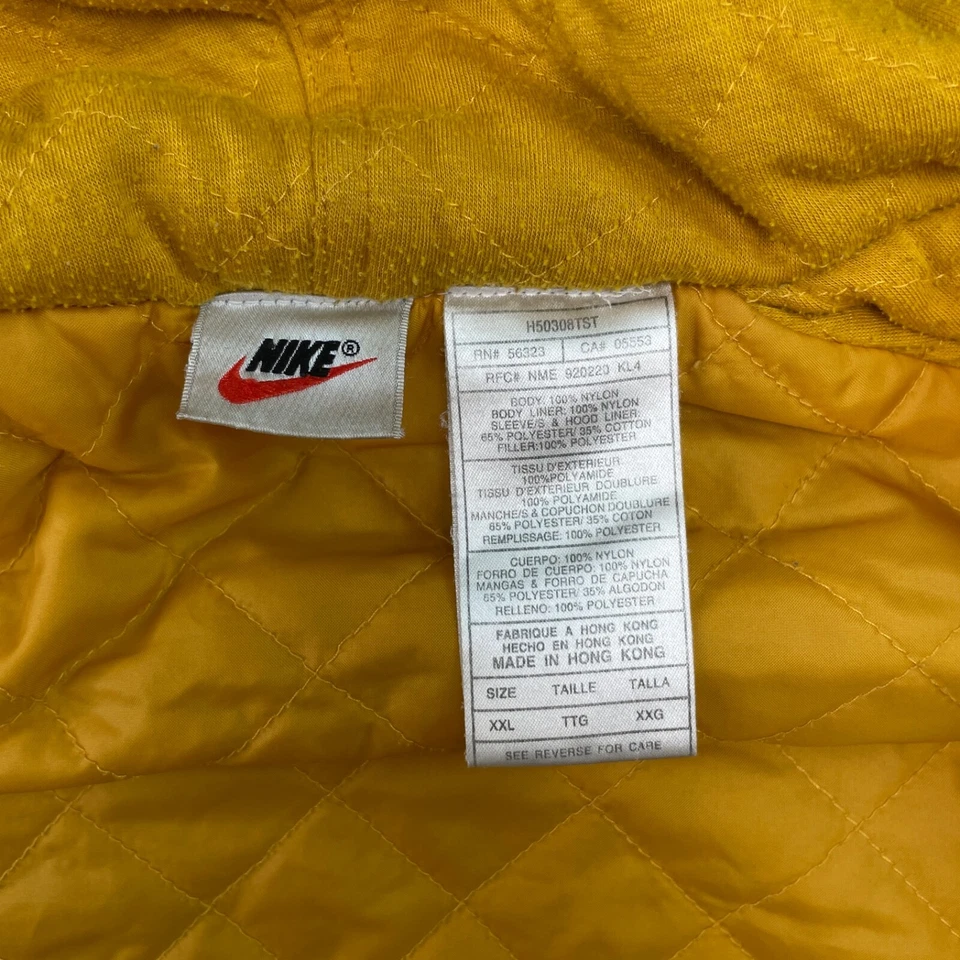 NIKE®
H50308TST
RN# 56323 CA# 05553
RFC# NME 920220 KL4
BODY: 100% NYLON
BODY LINER: 100% NYLON
SLEEVE/S & HOOD LINER:
65% POLYESTER/ 35% COTTON
FILLER:100% POLYESTER
TISSU D'EXTERIEUR
100%POLYAMIDE
TISSU D'EXTERIEUR DOUBLURE
100% POLYAMIDE
MANCHE/S & COPUCHON DOUBLURE
65% POLYESTER/ 35% COTON
REMPLISSAGE: 100% POLYESTER
CUERPO: 100% NYLON
FORRO DE CUERPO: 100% NYLON
MANGAS & FORRO DE CAPUCHA
65% POLYESTER/ 35% ALGODON
RELLENO: 100% POLYESTER
FABRIQUE A HONG KONG
HECHO EN HONG KONG
MADE IN HONG KONG
SIZE TAILLE TALLA
XXL TTG XXG
SEE REVERSE FOR CARE